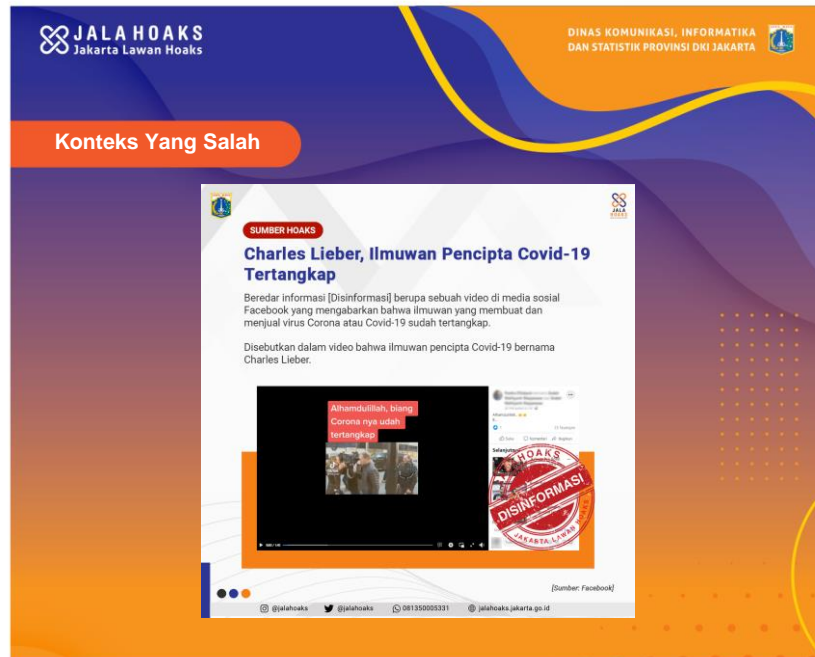 JALAHOAKS
Jakarta Lawan Hoaks
DINAS KOMUNIKASI, INFORMATIKA
DAN STATISTIK PROVINSI DKI JAKARTA
Konteks Yang Salah
JALA
HOAKS
SUMBER HOAKS
Charles Lieber, Ilmuwan Pencipta Covid-19
Tertangkap
Beredar informasi [Disinformasi] berupa sebuah video di media sosial
Facebook yang mengabarkan bahwa ilmuwan yang membuat dan
menjual virus Corona atau Covid-19 sudah tertangkap.
Disebutkan dalam video bahwa ilmuwan pencipta Covid-19 bernama
Charles Lieber.
Alhamdulillah, biang
Corona nya udah
tertangkap
HOAKS
DISINFORMASI
JAKARTA LAWAN HOAKS
[Sumber: Facebook]
@jalahoaks
@jalahoaks
081350005331
jalahoaks.jakarta.go.id